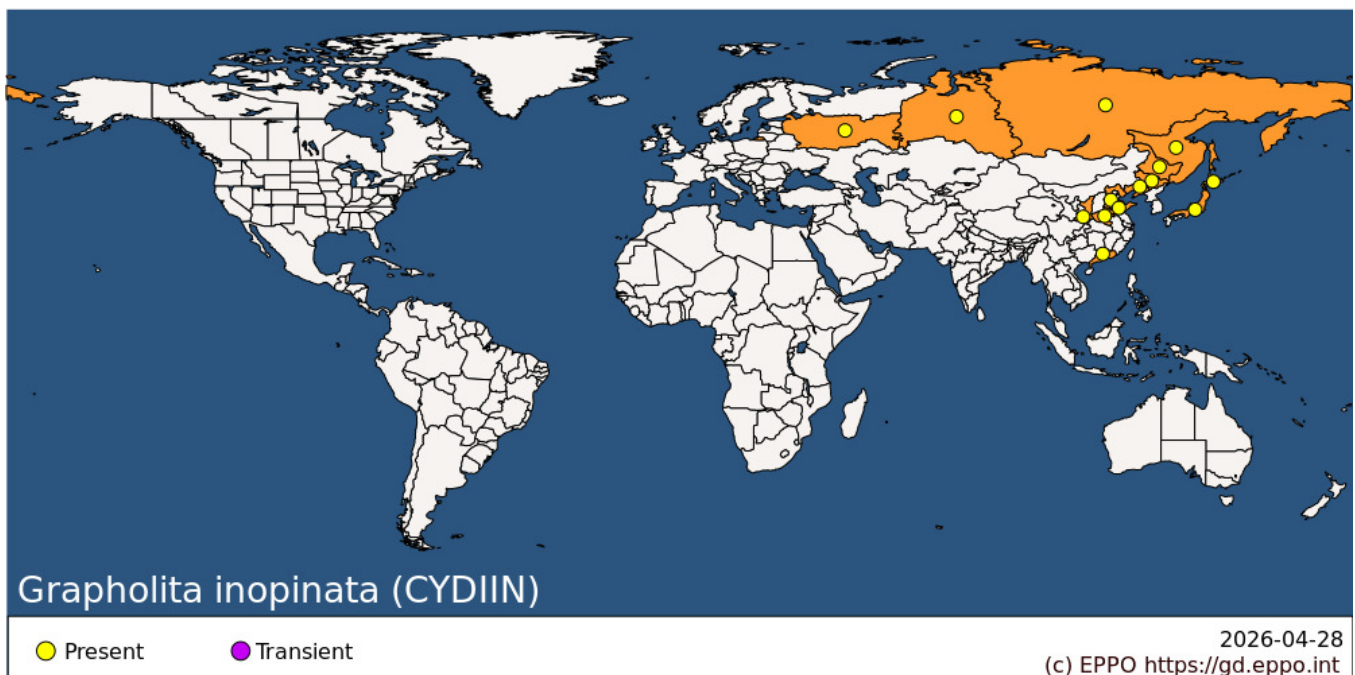 Grapholita inopinata (CYDIIN)
Present
Transient
2026-04-28
(c) EPPO https://gd.eppo.int